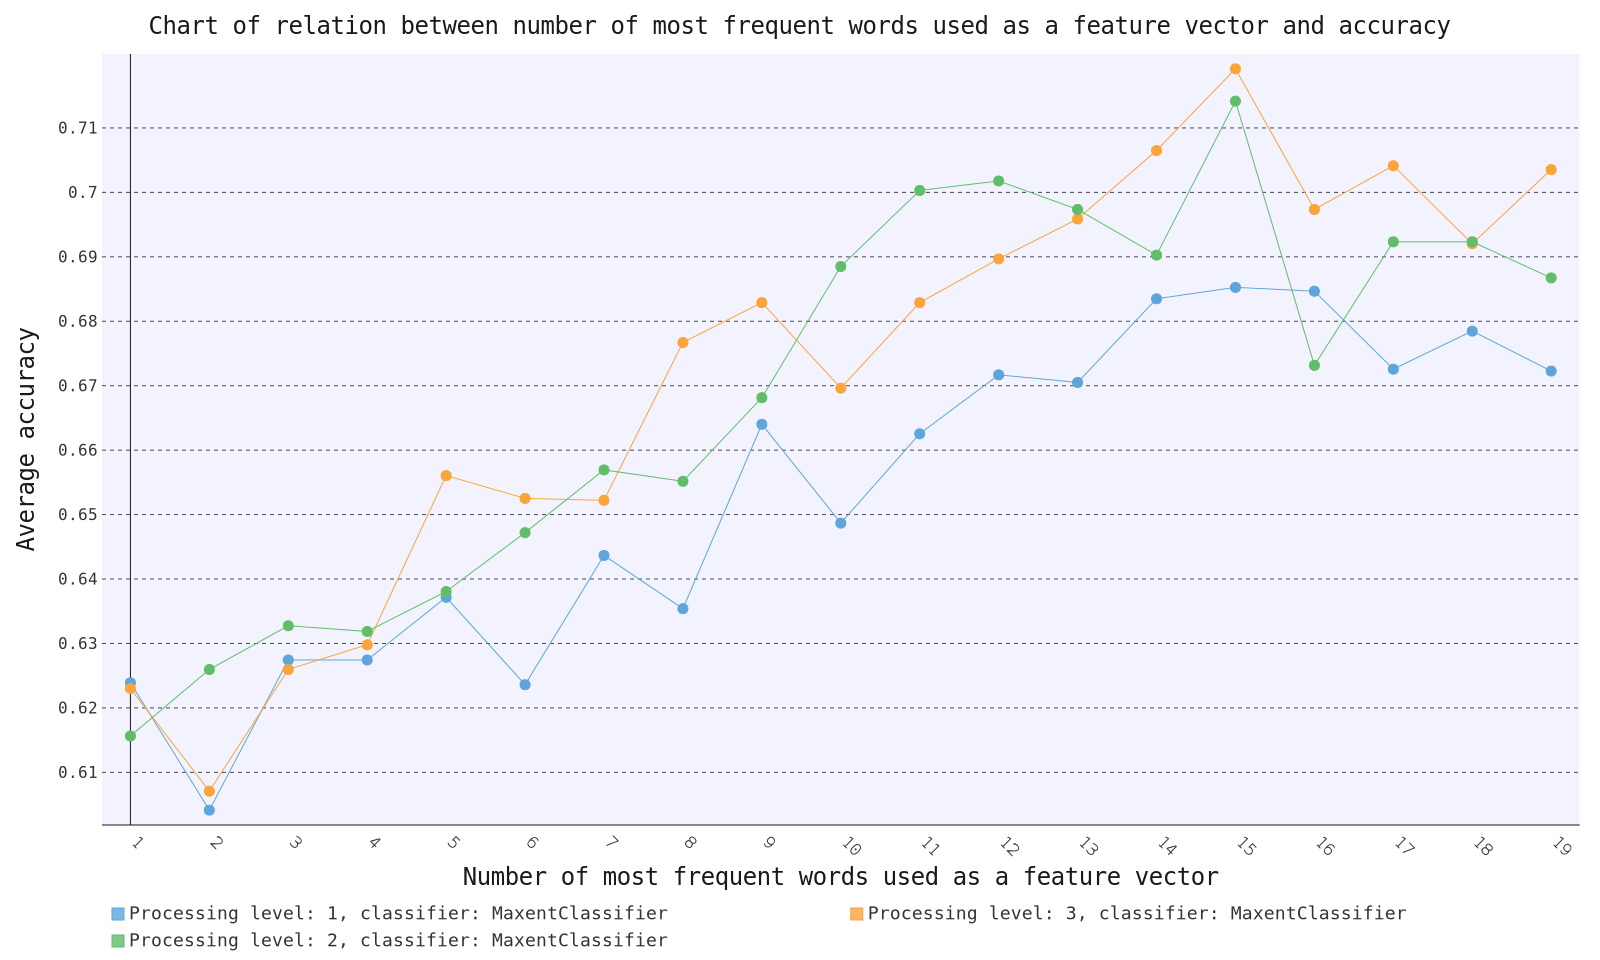 Chart of relation between number of most frequent words used as a feature vector and accuracy
Average accuracy
0.71
0.7
0.69
0.68
0.67
0.66
0.65
0.64
0.63
0.62
0.61
1 2 3 4 5 6 7 8 9 10 11 12 13 14 15 16 17 18 19
Number of most frequent words used as a feature vector
Processing level: 1, classifier: MaxentClassifier
Processing level: 3, classifier: MaxentClassifier
Processing level: 2, classifier: MaxentClassifier